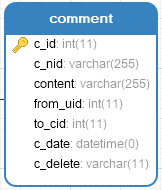 comment
c_id: int(11)
c_nid: varchar(255)
content: varchar(255)
from_uid: int(11)
to_cid: int(11)
c_date: datetime(0)
c_delete: varchar(11)